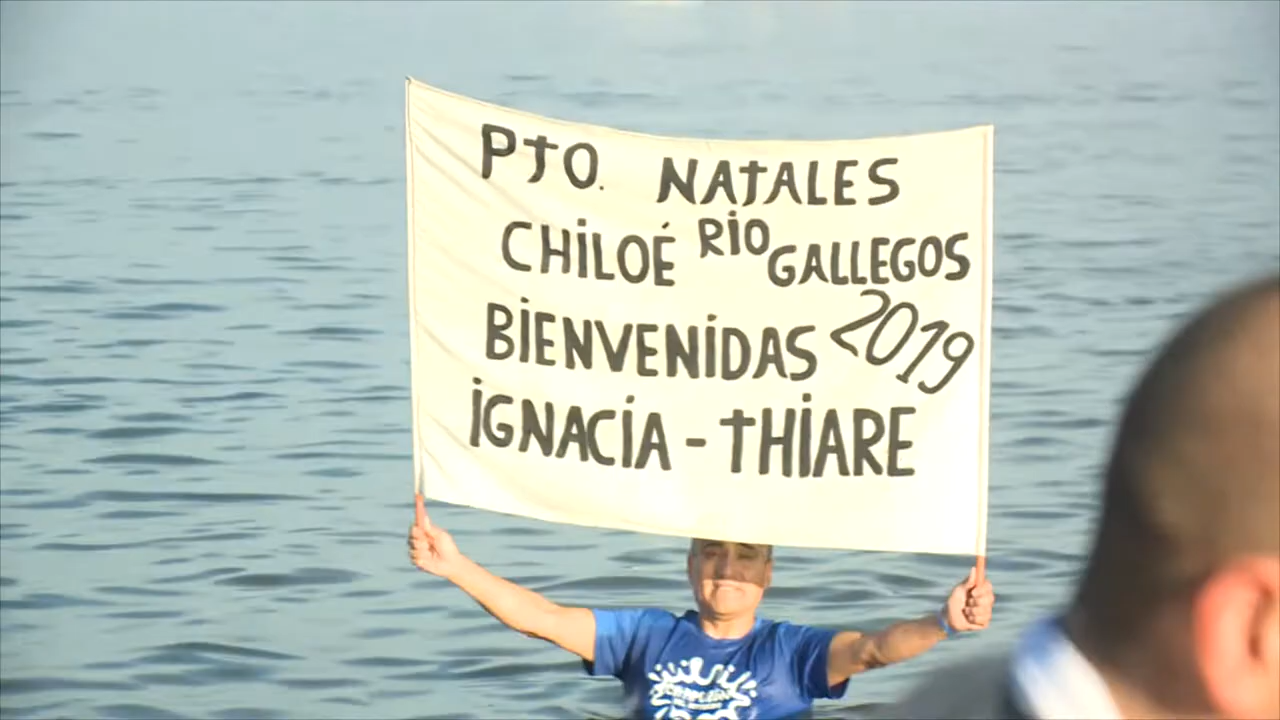 PTO. NATALES
CHILOÉ RIO GALLEGOS
BIENVENIDAS 2019
IGNACIA - THIARE